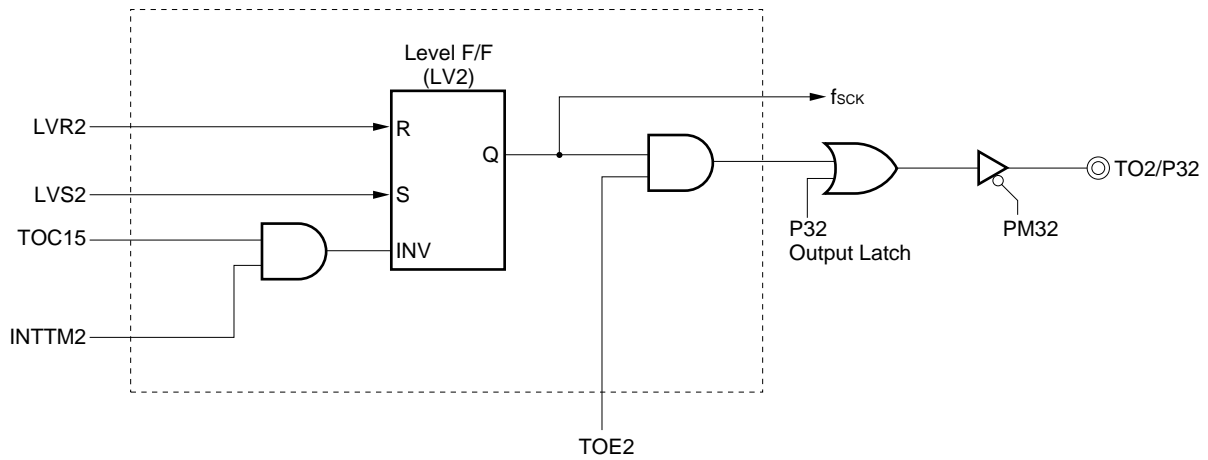 Level F/F
(LV2)
fSCK
LVR2
R
Q
TO2/P32
LVS2
S
P32
Output Latch
PM32
TOC15
INV
INTTM2
TOE2